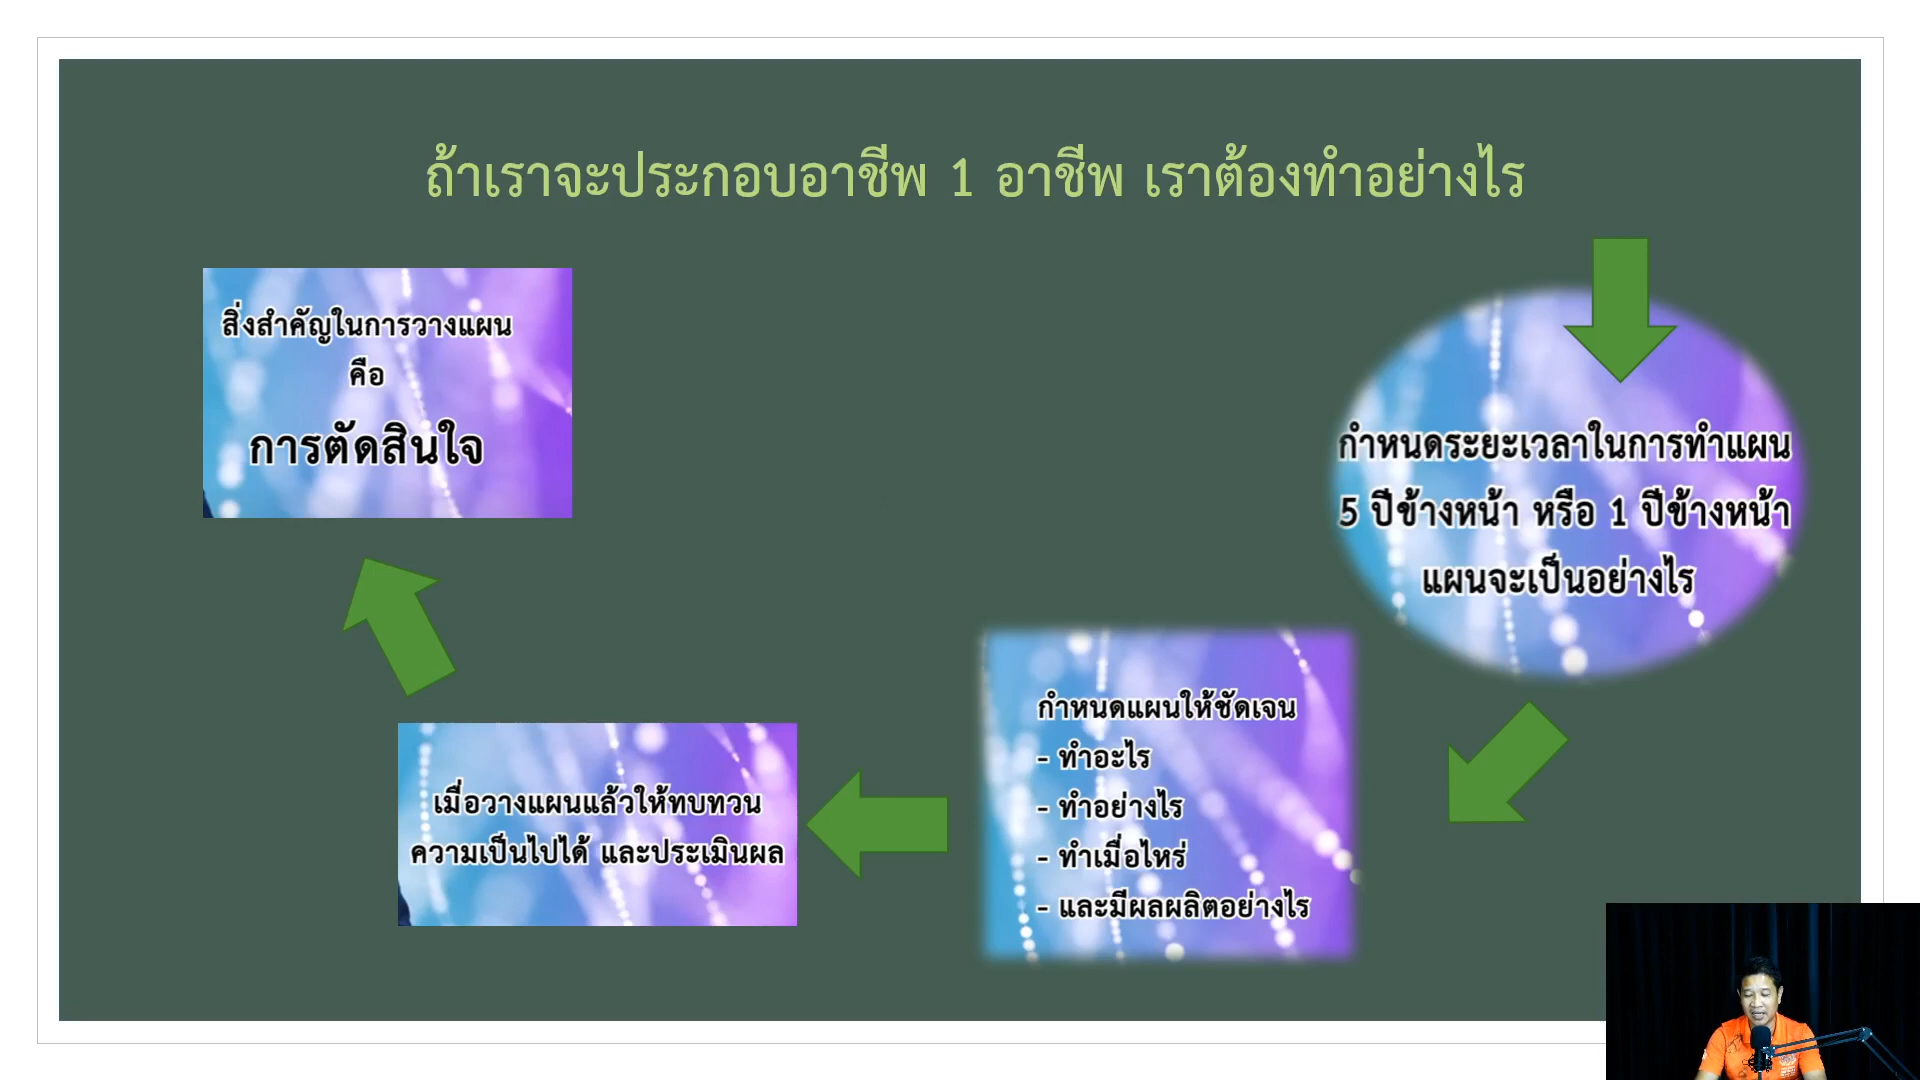 ถ้าเราจะประกอบอาชีพ 1 อาชีพ เราต้องทำอย่างไร
กำหนดระยะเวลาในการทำแผน
5 ปีข้างหน้า หรือ 1 ปีข้างหน้า
แผนจะเป็นอย่างไร
กำหนดแผนให้ชัดเจน
- ทำอะไร
- ทำอย่างไร
- ทำเมื่อไหร่
- และมีผลผลิตอย่างไร
เมื่อวางแผนแล้วให้ทบทวน
ความเป็นไปได้ และประเมินผล
สิ่งสำคัญในการวางแผน
คือ
การตัดสินใจ